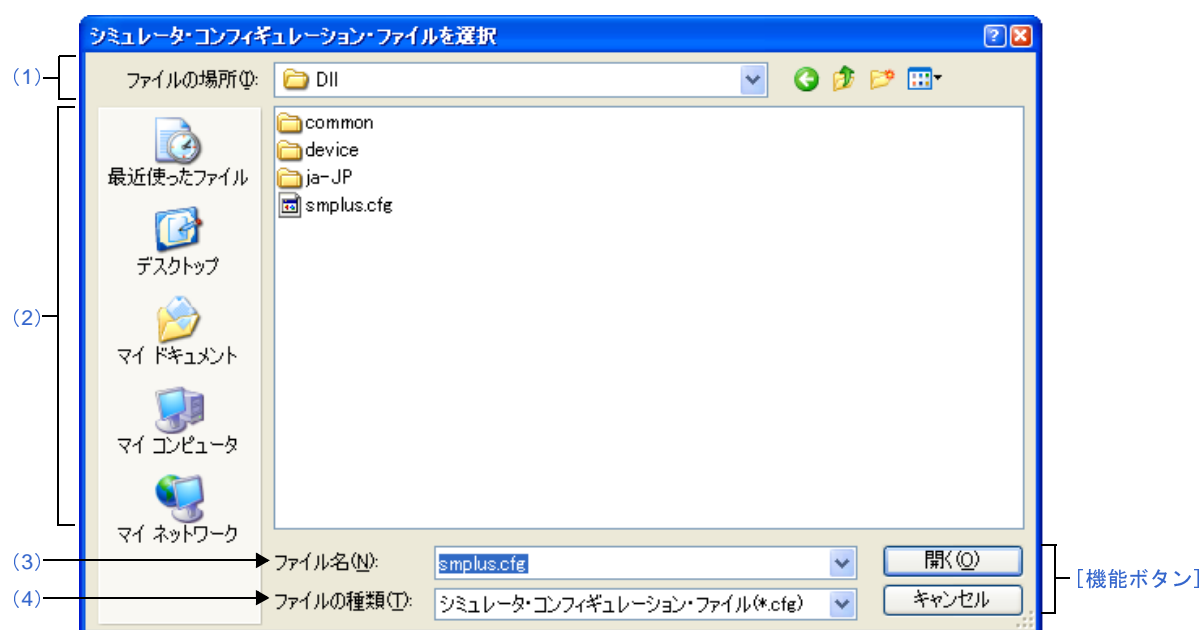 シミュレータ・コンフィギュレーション・ファイルを選択
(1)
ファイルの場所(I):
Dll
(2)
最近使ったファイル
デスクトップ
マイ ドキュメント
マイ コンピュータ
マイ ネットワーク
common
device
ja-JP
smplus.cfg
(3)
ファイル名(N):
smplus.cfg
開く(O)
(4)
ファイルの種類(T):
シミュレータ・コンフィギュレーション・ファイル(*.cfg)
キャンセル
[機能ボタン]